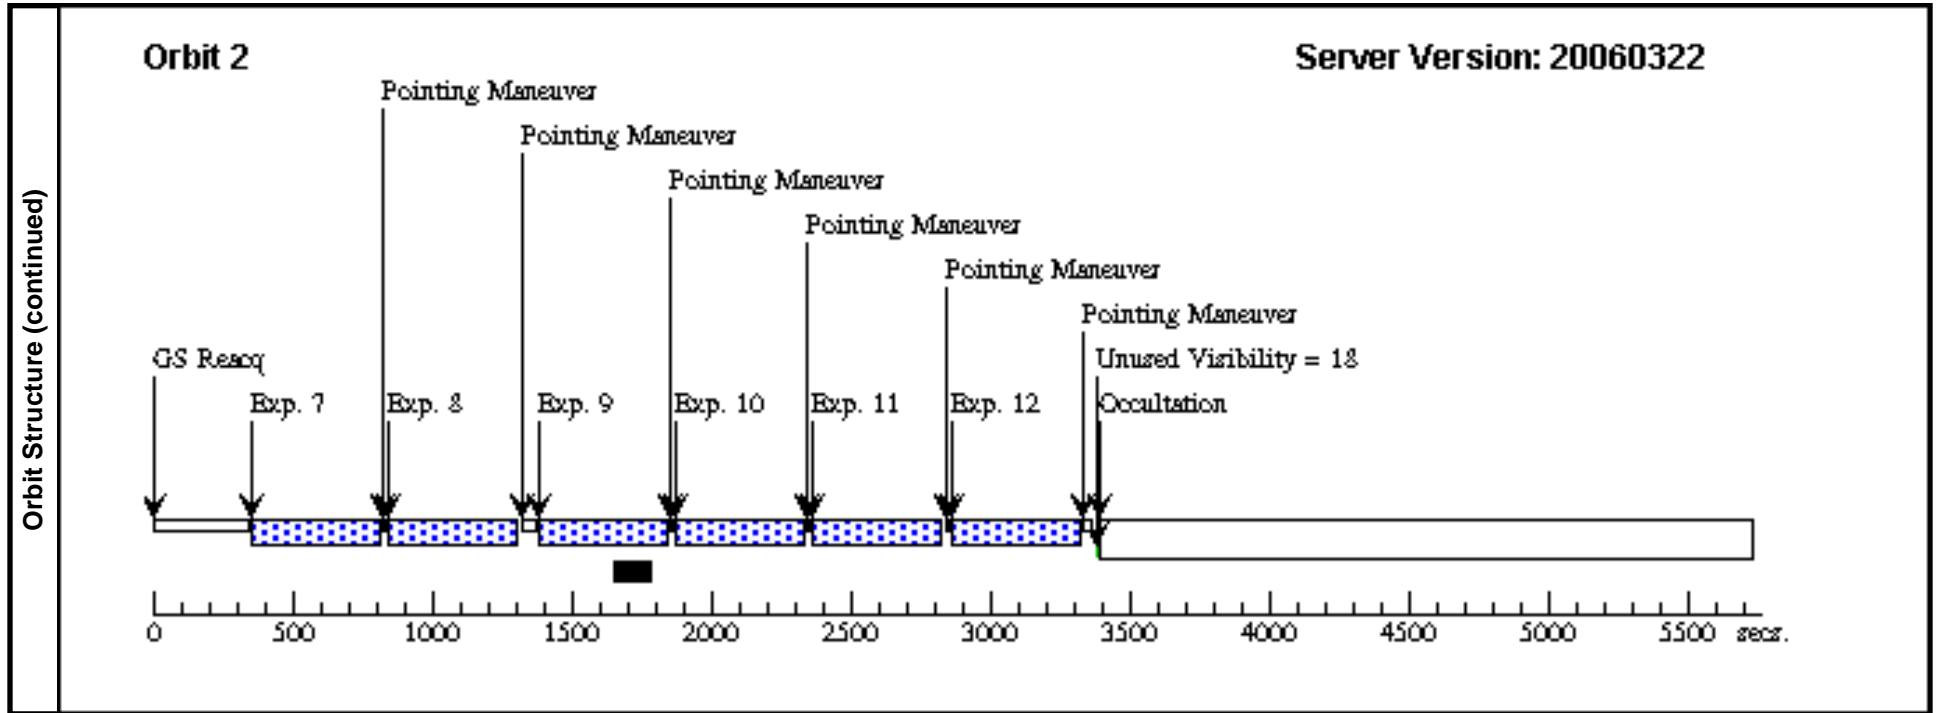 Orbit Structure (continued)
Orbit 2
Server Version: 20060322
Pointing Maneuver
Pointing Maneuver
Pointing Maneuver
Pointing Maneuver
Pointing Maneuver
Pointing Maneuver
GS Reacq
Unused Visibility = 18
Exp. 7
Exp. 8
Exp. 9
Exp. 10
Exp. 11
Exp. 12
Occultation
0 500 1000 1500 2000 2500 3000 3500 4000 4500 5000 5500 secs.